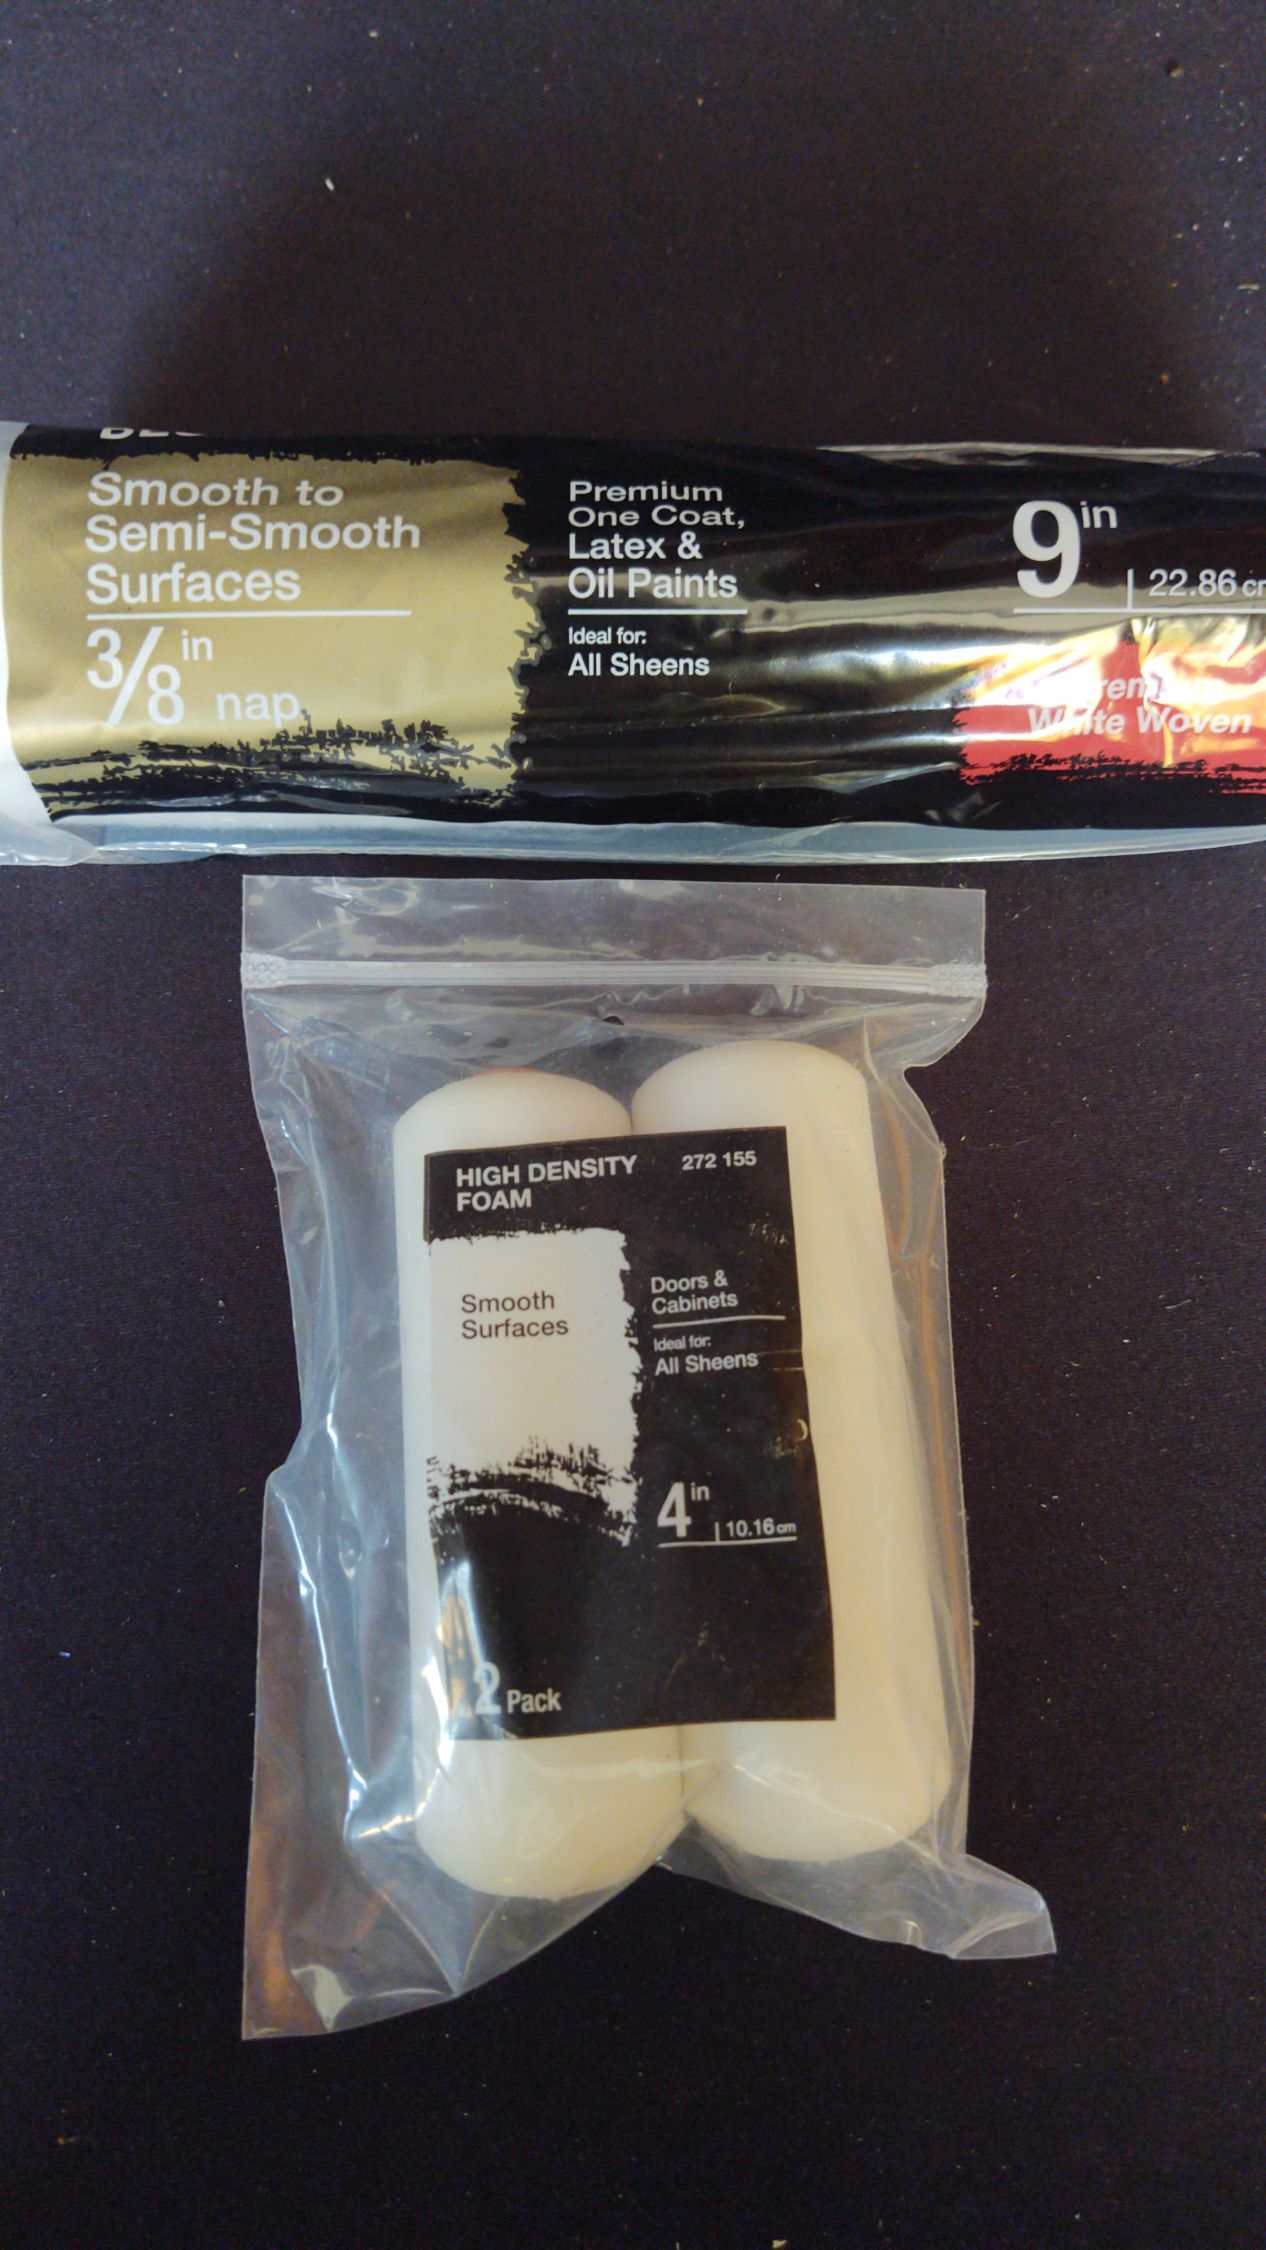 Smooth to
Semi-Smooth
Surfaces
3/8 in nap
Premium
One Coat,
Latex &
Oil Paints
Ideal for:
All Sheens
9 in | 22.86
White Woven
HIGH DENSITY
FOAM
272 155
Smooth
Surfaces
Doors &
Cabinets
Ideal for:
All Sheens
4 in | 10.16 cm
2 Pack